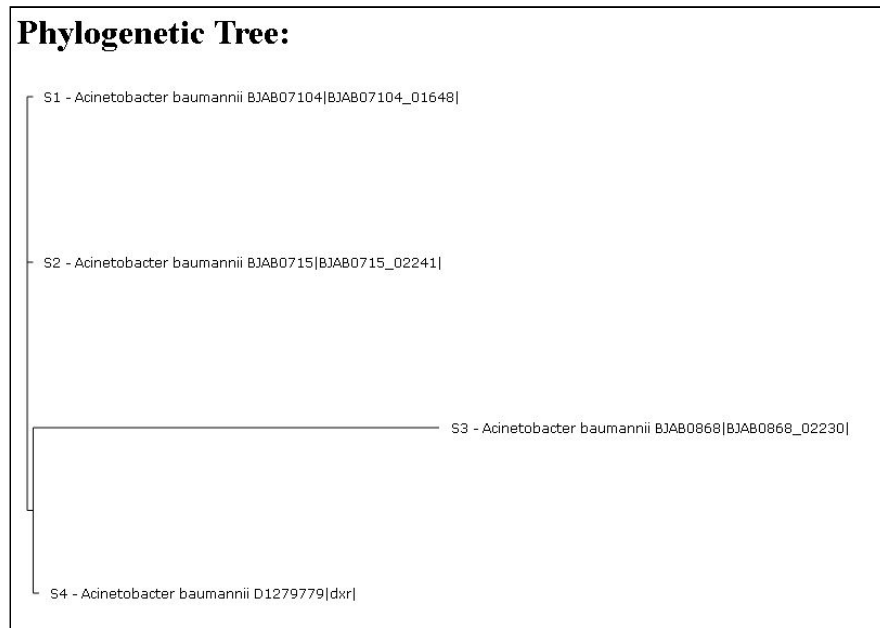 Phylogenetic Tree:
S1 - Acinetobacter baumannii BJAB07104|BJAB07104_01648|
S2 - Acinetobacter baumannii BJAB0715|BJAB0715_02241|
S3 - Acinetobacter baumannii BJAB0868|BJAB0868_02230|
S4 - Acinetobacter baumannii D1279779|dxr|